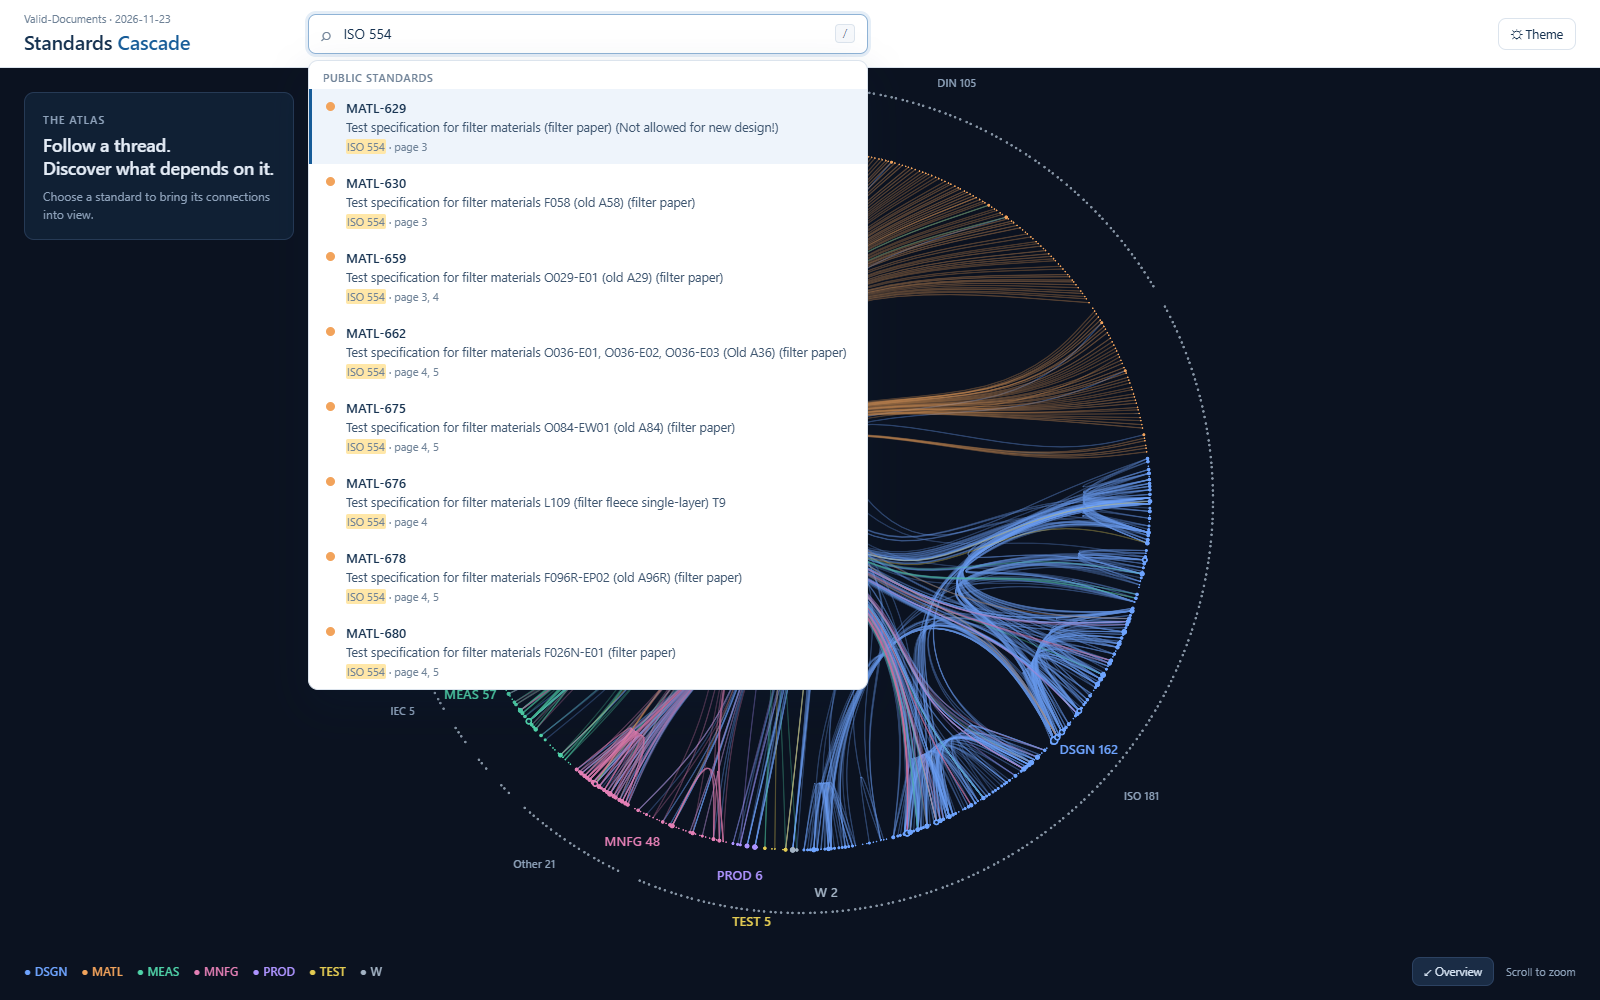 Valid-Documents · 2026-11-23
Standards Cascade
ISO 554
/
Theme
PUBLIC STANDARDS
MATL-629
Test specification for filter materials (filter paper) (Not allowed for new design!)
ISO 554 · page 3
MATL-630
Test specification for filter materials F058 (old A58) (filter paper)
ISO 554 · page 3
MATL-659
Test specification for filter materials O029-E01 (old A29) (filter paper)
ISO 554 · page 3, 4
MATL-662
Test specification for filter materials O036-E01, O036-E02, O036-E03 (Old A36) (filter paper)
ISO 554 · page 4, 5
MATL-675
Test specification for filter materials O084-EW01 (old A84) (filter paper)
ISO 554 · page 4, 5
MATL-676
Test specification for filter materials L109 (filter fleece single-layer) T9
ISO 554 · page 4
MATL-678
Test specification for filter materials F096R-EP02 (old A96R) (filter paper)
ISO 554 · page 4, 5
MATL-680
Test specification for filter materials F026N-E01 (filter paper)
ISO 554 · page 4, 5
THE ATLAS
Follow a thread.
Discover what depends on it.
Choose a standard to bring its connections
into view.
DIN 105
MEAS 57
IEC 5
DSGN 162
ISO 181
MNFG 48
Other 21
PROD 6
W 2
TEST 5
DSGN
MATL
MEAS
MNFG
PROD
TEST
W
↙ Overview
Scroll to zoom